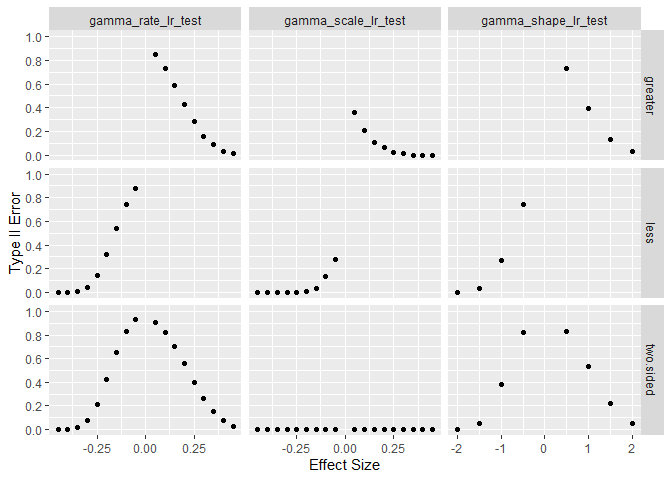 gamma_rate_lr_test gamma_scale_lr_test gamma_shape_lr_test
1.0
0.8
0.6
0.4
0.2
0.0
greater
1.0
0.8
0.6
0.4
0.2
0.0
less
Type II Error
1.0
0.8
0.6
0.4
0.2
0.0
two.sided
-0.25 0.00 0.25 -0.25 0.00 0.25 -2 -1 0 1 2
Effect Size